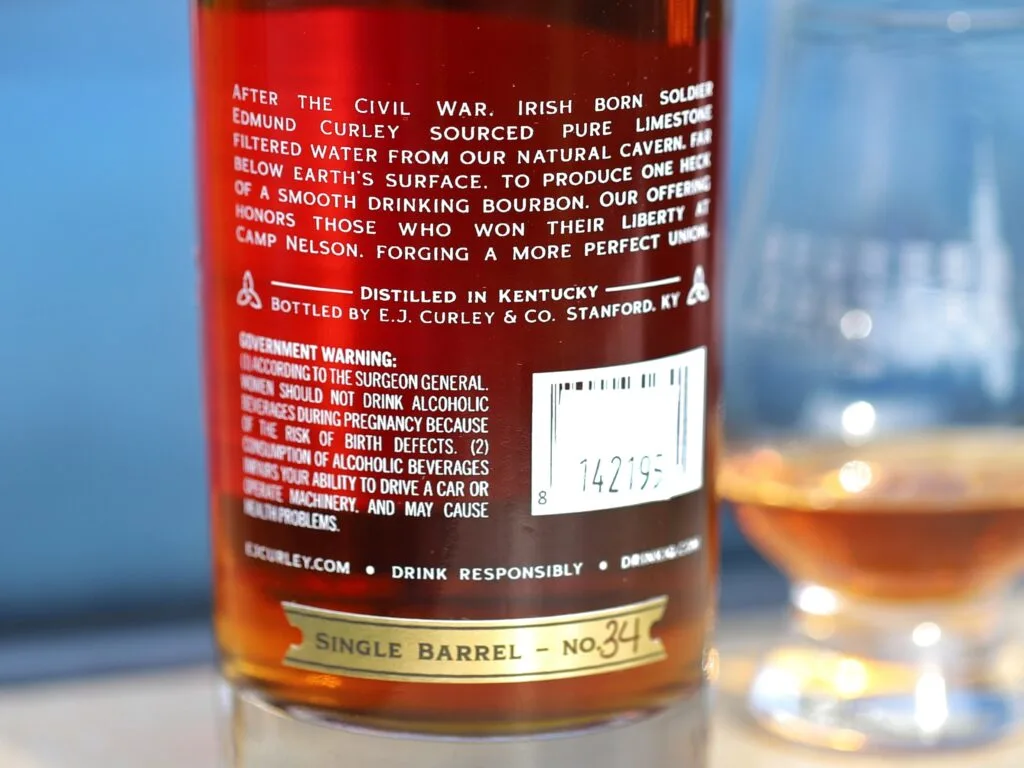 AFTER THE CIVIL WAR, IRISH BORN SOLDIER
EDMUND CURLEY SOURCED PURE LIMESTONE
FILTERED WATER FROM OUR NATURAL CAVERN, FAR
BELOW EARTH'S SURFACE, TO PRODUCE ONE HECK
OF A SMOOTH DRINKING BOURBON. OUR OFFERING
HONORS THOSE WHO WON THEIR LIBERTY AT
CAMP NELSON, FORGING A MORE PERFECT UNION.
DISTILLED IN KENTUCKY
BOTTLED BY E.J. CURLEY & CO. STANFORD, KY
GOVERNMENT WARNING:
(1) ACCORDING TO THE SURGEON GENERAL,
WOMEN SHOULD NOT DRINK ALCOHOLIC
BEVERAGES DURING PREGNANCY BECAUSE
OF THE RISK OF BIRTH DEFECTS. (2)
CONSUMPTION OF ALCOHOLIC BEVERAGES
IMPAIRS YOUR ABILITY TO DRIVE A CAR OR
OPERATE MACHINERY, AND MAY CAUSE
HEALTH PROBLEMS.
8 142195
EJCURLEY.COM • DRINK RESPONSIBLY •
SINGLE BARREL - NO. 34